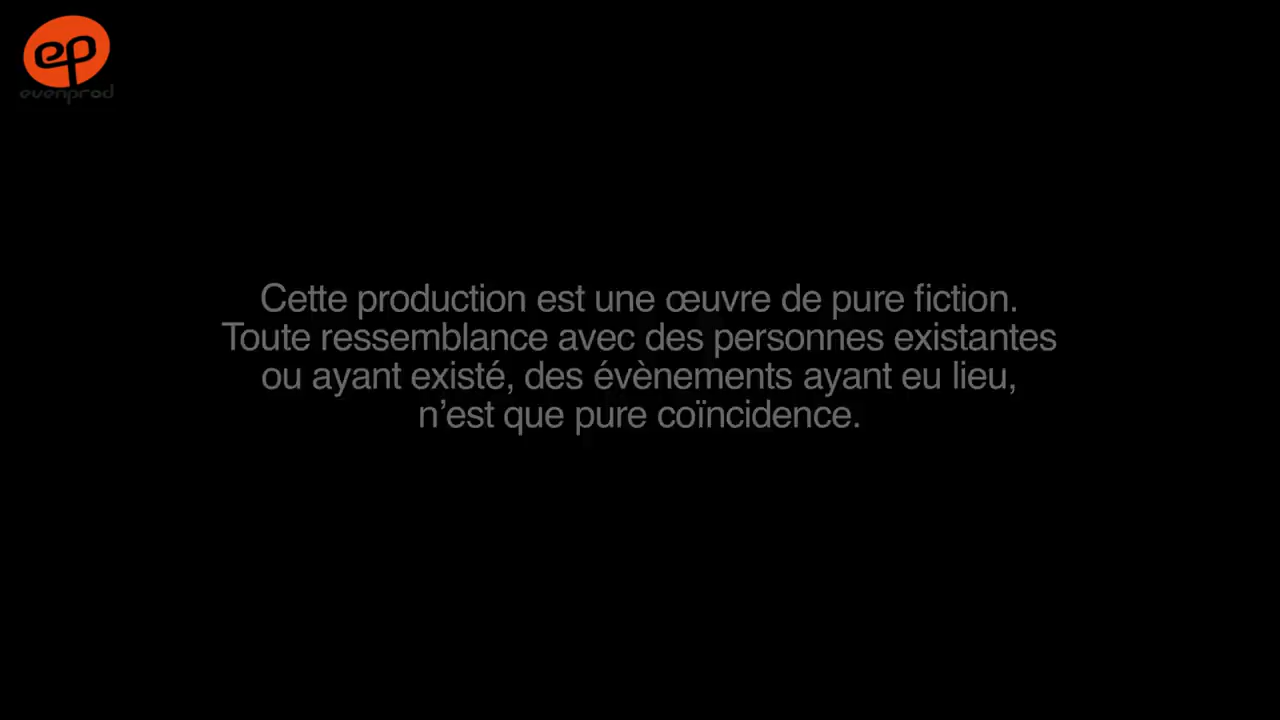 ep
evenprod
Cette production est une œuvre de pure fiction.
Toute ressemblance avec des personnes existantes
ou ayant existé, des évènements ayant eu lieu,
n’est que pure coïncidence.